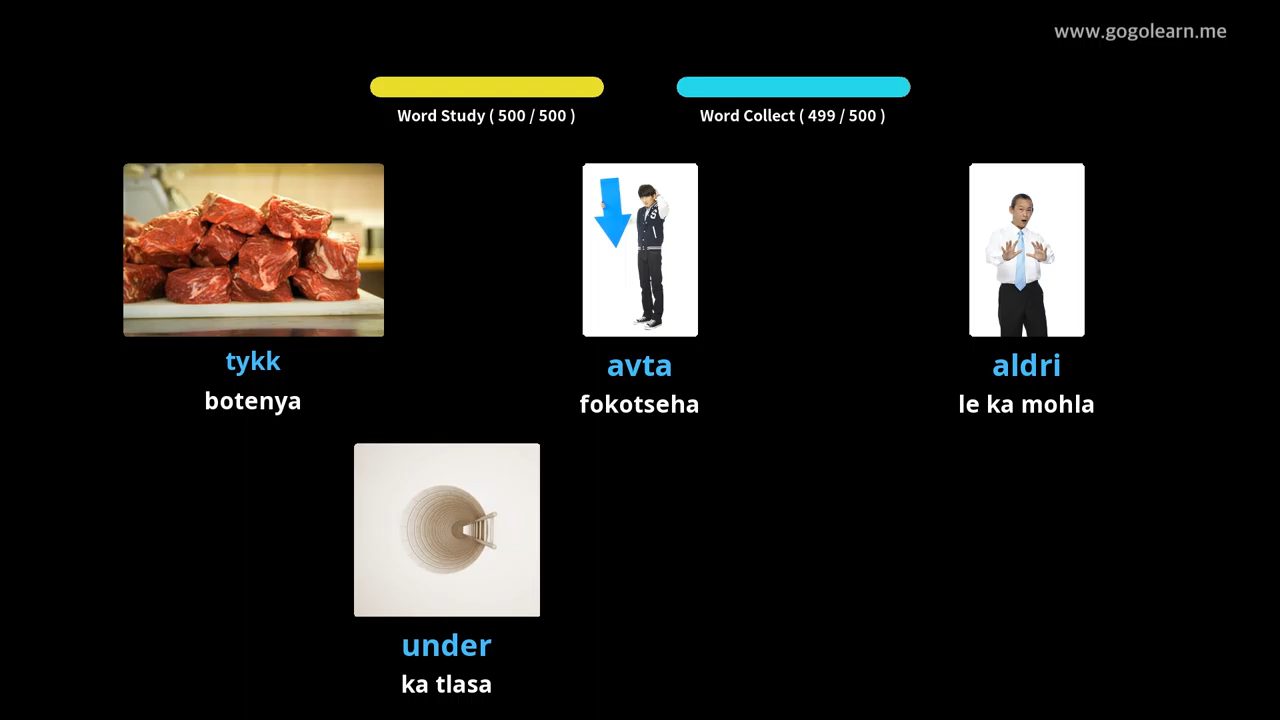 www.gogolearn.me
Word Study ( 500 / 500 )
Word Collect ( 499 / 500 )
tykk
botenya
avta
fokotseha
aldri
le ka mohla
S
under
ka tlasa